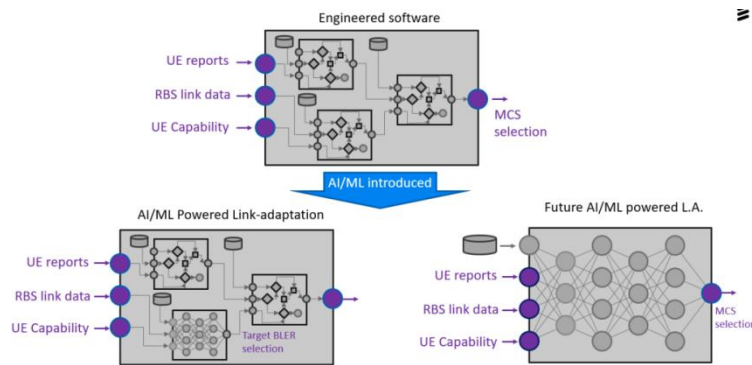 Engineered software
UE reports
RBS link data
UE Capability
MCS
selection
AI/ML introduced
AI/ML Powered Link-adaptation
UE reports
RBS link data
UE Capability
Target BLER
selection
Future AI/ML powered L.A.
UE reports
RBS link data
UE Capability
MCS
selection